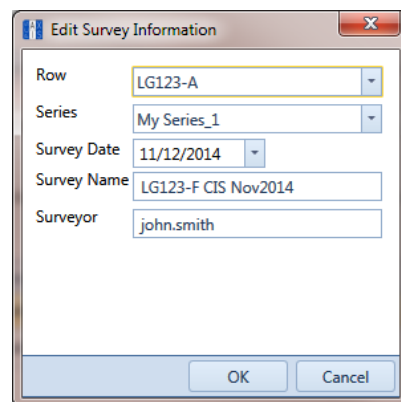 Edit Survey Information
Row LG123-A
Series My Series_1
Survey Date 11/12/2014
Survey Name LG123-F CIS Nov2014
Surveyor john.smith
OK Cancel